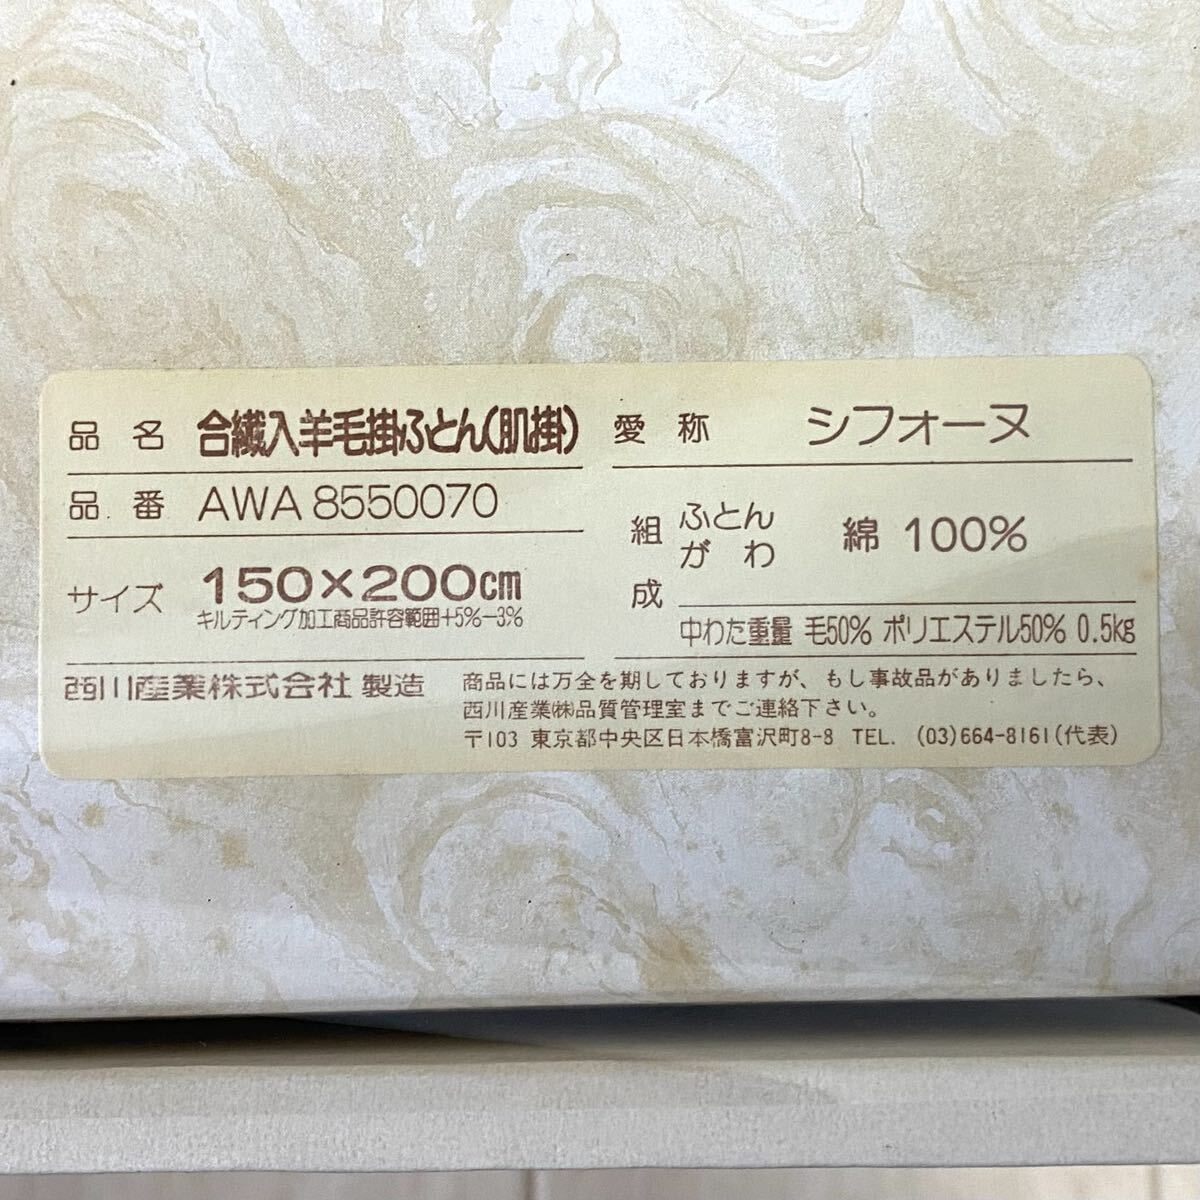 品名 合繊入羊毛掛ふとん(肌掛)
品番 AWA 8550070
サイズ 150×200cm
キルティング加工商品許容範囲+5%-3%
愛称 シフォーヌ
組成 ふとんがわ 綿 100%
中わた重量 毛50% ポリエステル50% 0.5kg
西川産業株式会社 製造
商品には万全を期しておりますが、もし事故品がありましたら、
西川産業㈱品質管理室までご連絡下さい。
〒103 東京都中央区日本橋富沢町8-8 TEL. (03)664-8161(代表)